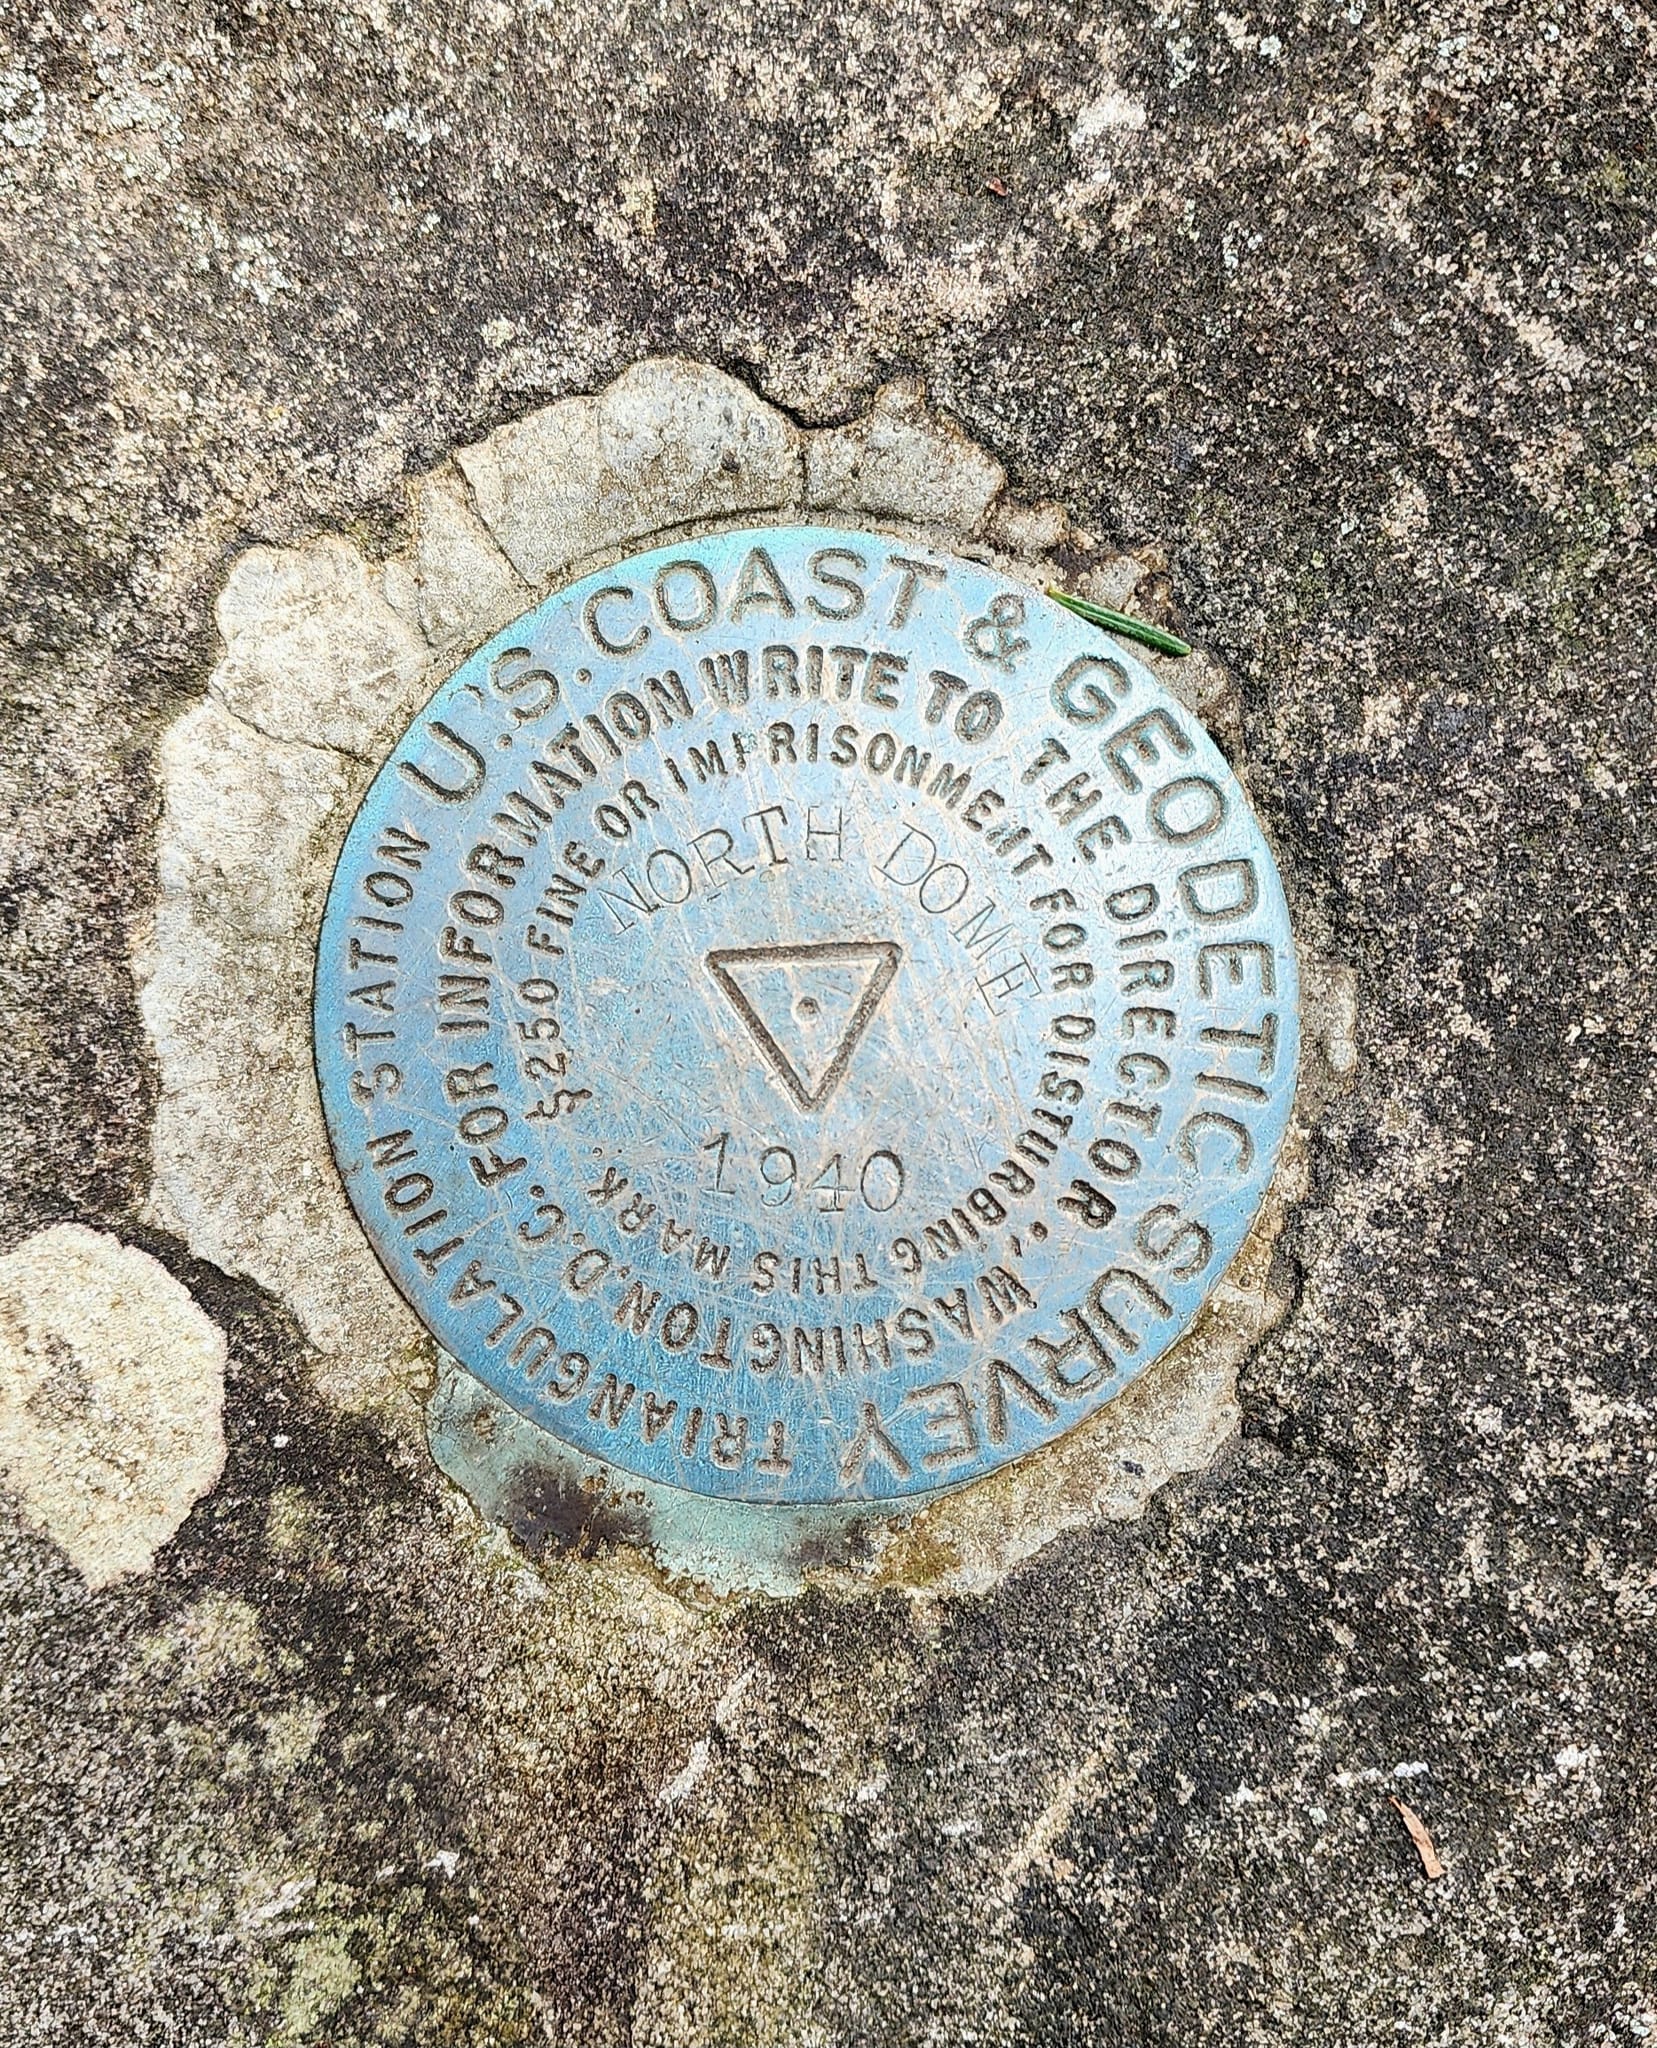 U.S. COAST & GEODETIC SURVEY
TRIANGULATION STATION
FOR INFORMATION WRITE TO THE DIRECTOR, WASHINGTON, D.C.
$250 FINE OR IMPRISONMENT FOR DISTURBING THIS MARK.
NORTH DOME
1940